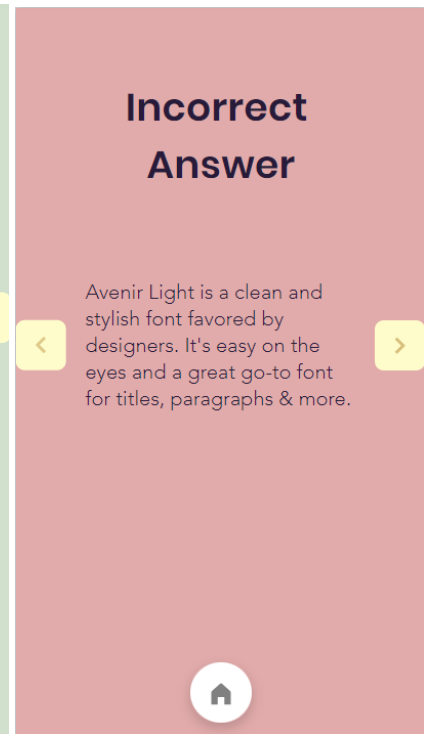 Incorrect
Answer
Avenir Light is a clean and
stylish font favored by
designers. It's easy on the
eyes and a great go-to font
for titles, paragraphs & more.